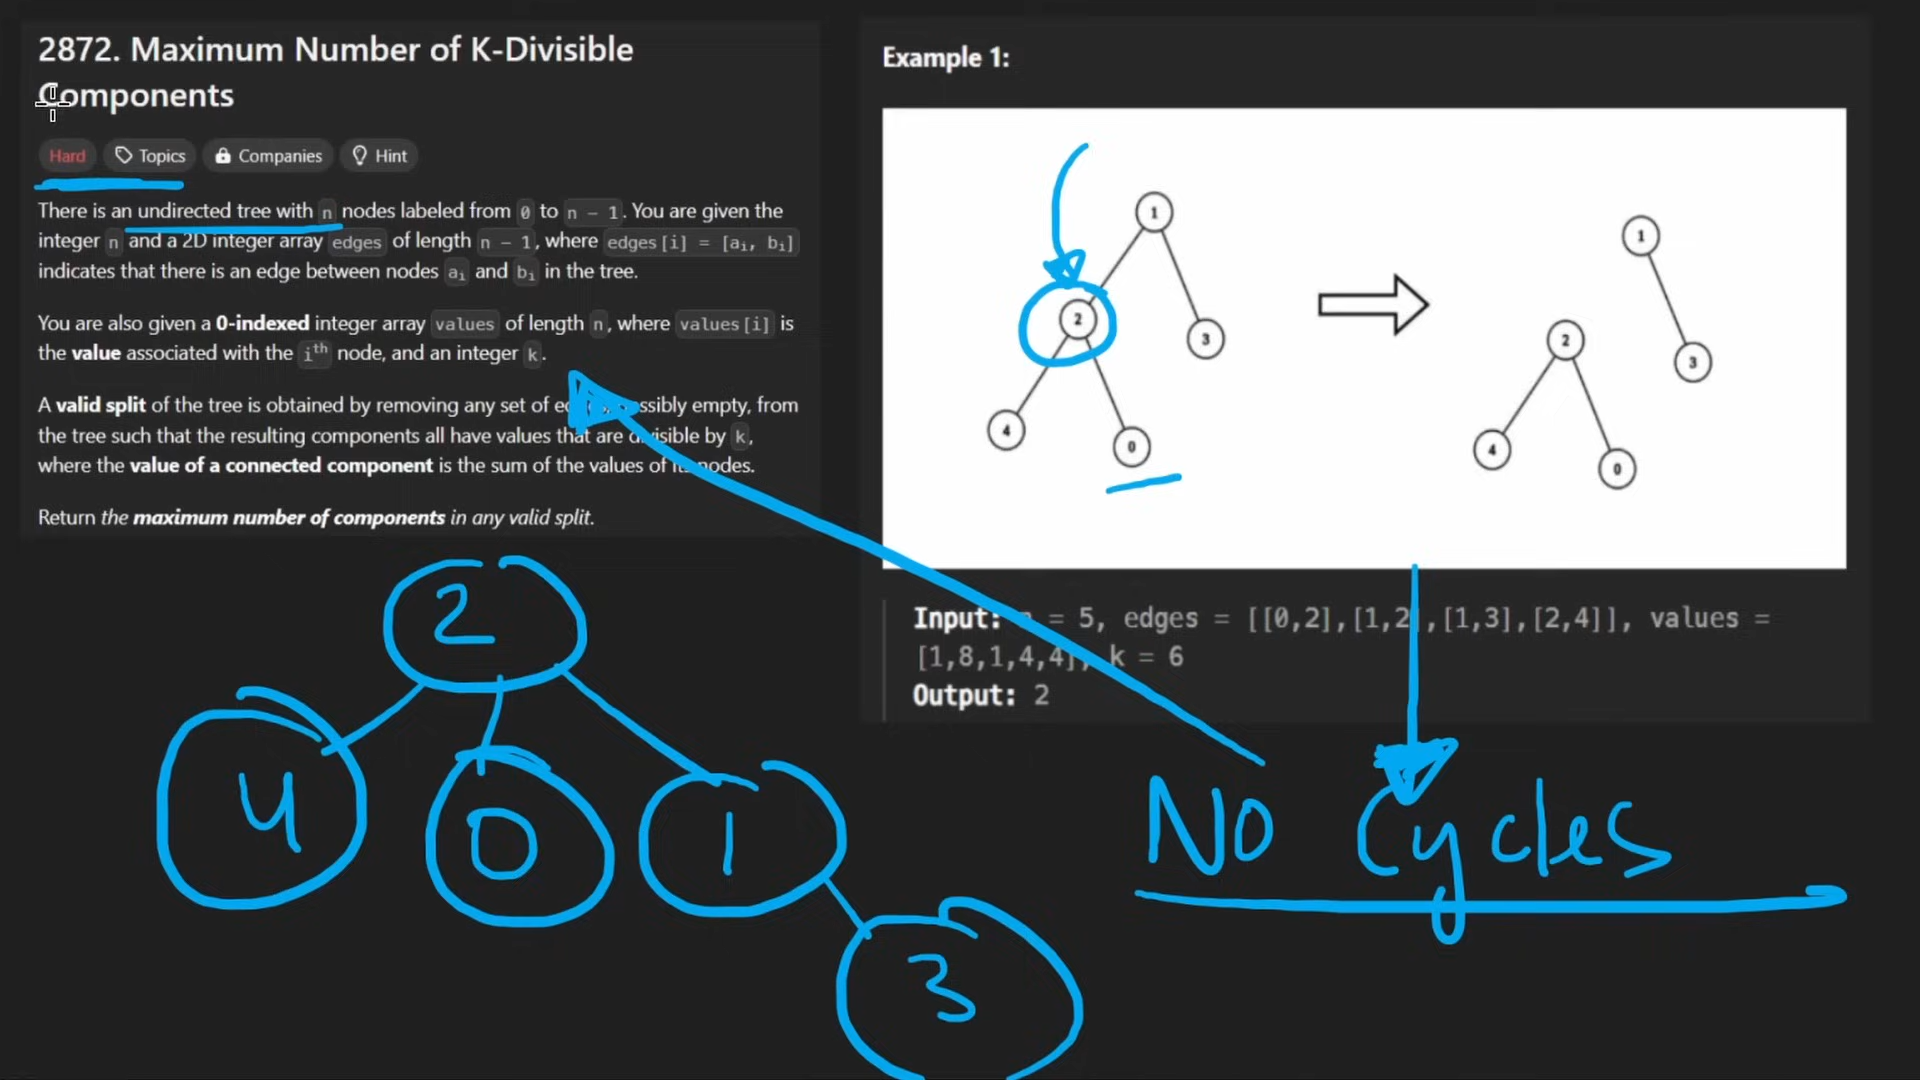 2872. Maximum Number of K-Divisible
Components
Hard Topics Companies Hint
There is an undirected tree with n nodes labeled from 0 to n - 1. You are given the
integer n and a 2D integer array edges of length n - 1, where edges[i] = [aᵢ, bᵢ]
indicates that there is an edge between nodes aᵢ and bᵢ in the tree.
You are also given a 0-indexed integer array values of length n, where values[i] is
the value associated with the iᵗʰ node, and an integer k.
A valid split of the tree is obtained by removing any set of possibly empty, from
the tree such that the resulting components all have values that are divisible by k,
where the value of a connected component is the sum of the values of its nodes.
Return the maximum number of components in any valid split.
Example 1:
1
2
3
4
0
1
2
3
4
0
Input: = 5, edges = [[0,2],[1,2],[1,3],[2,4]], values =
[1,8,1,4,4], k = 6
Output: 2
2
4 0 1
3
No Cycles